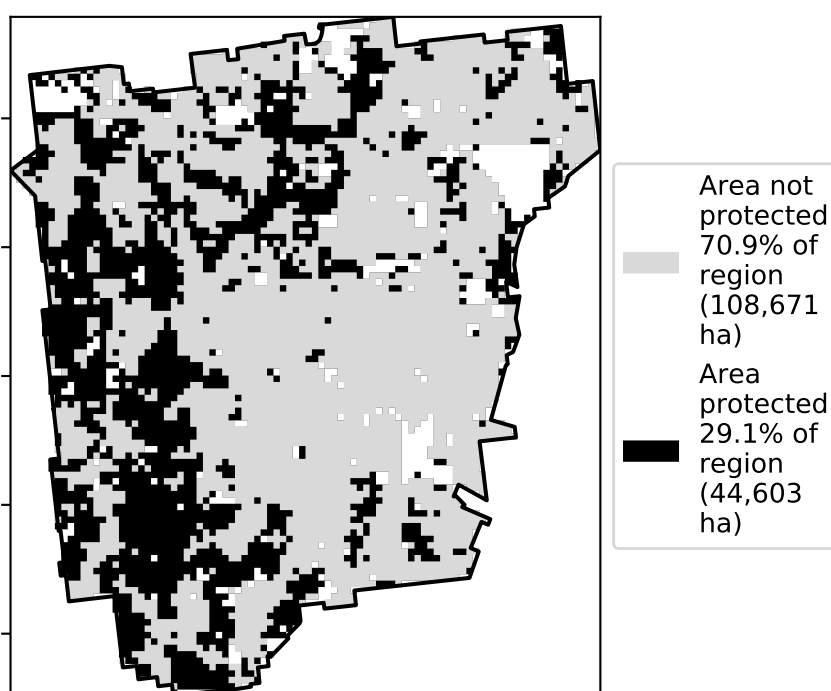 Area not
protected
70.9% of
region
(108,671
ha)
Area
protected
29.1% of
region
(44,603
ha)